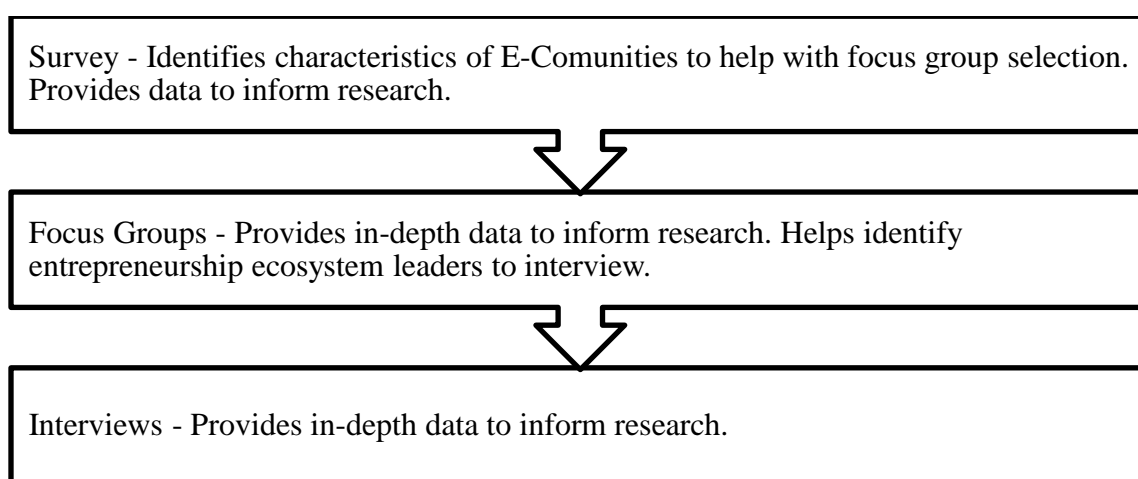 Survey - Identifies characteristics of E-Comunities to help with focus group selection.
Provides data to inform research.
Focus Groups - Provides in-depth data to inform research. Helps identify
entrepreneurship ecosystem leaders to interview.
Interviews - Provides in-depth data to inform research.